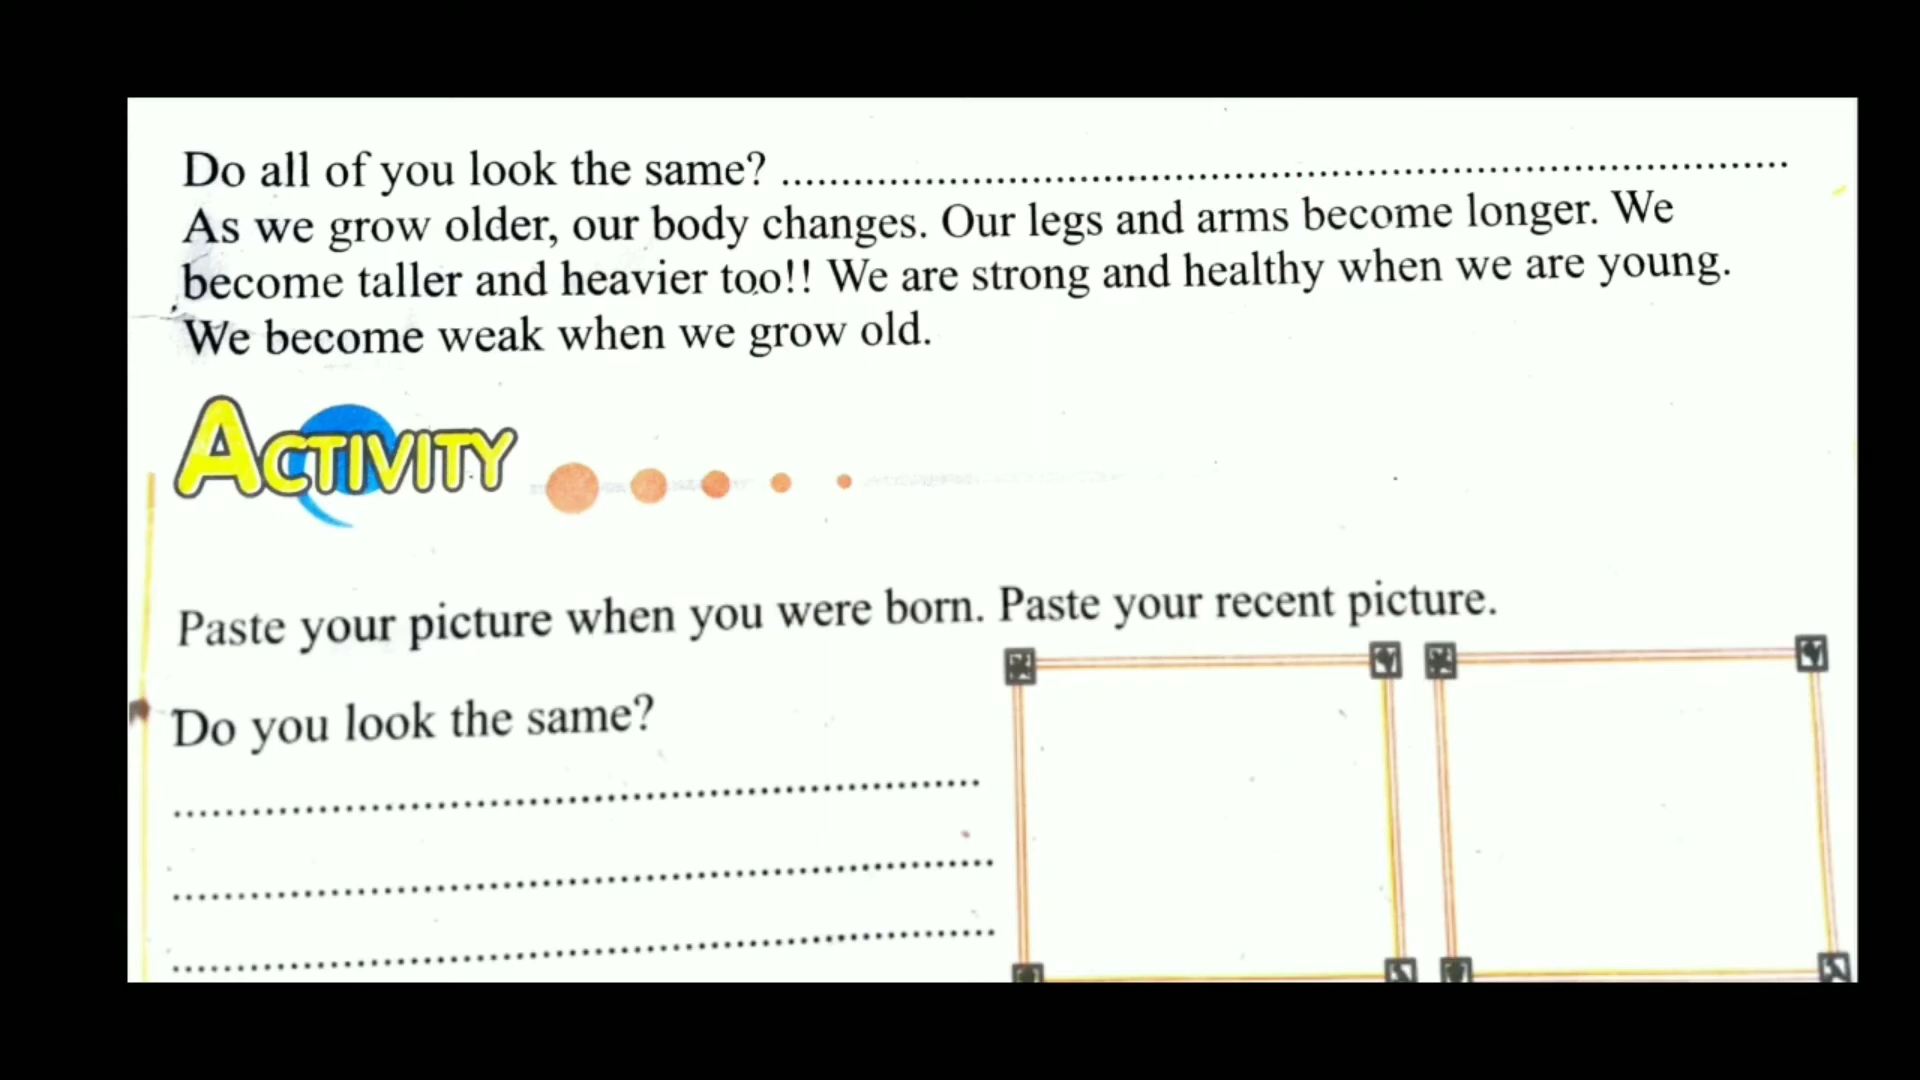 Do all of you look the same? ....................................................................................
As we grow older, our body changes. Our legs and arms become longer. We
become taller and heavier too!! We are strong and healthy when we are young.
We become weak when we grow old.
ACTIVITY
Paste your picture when you were born. Paste your recent picture.
Do you look the same?
................................................................
................................................................
................................................................